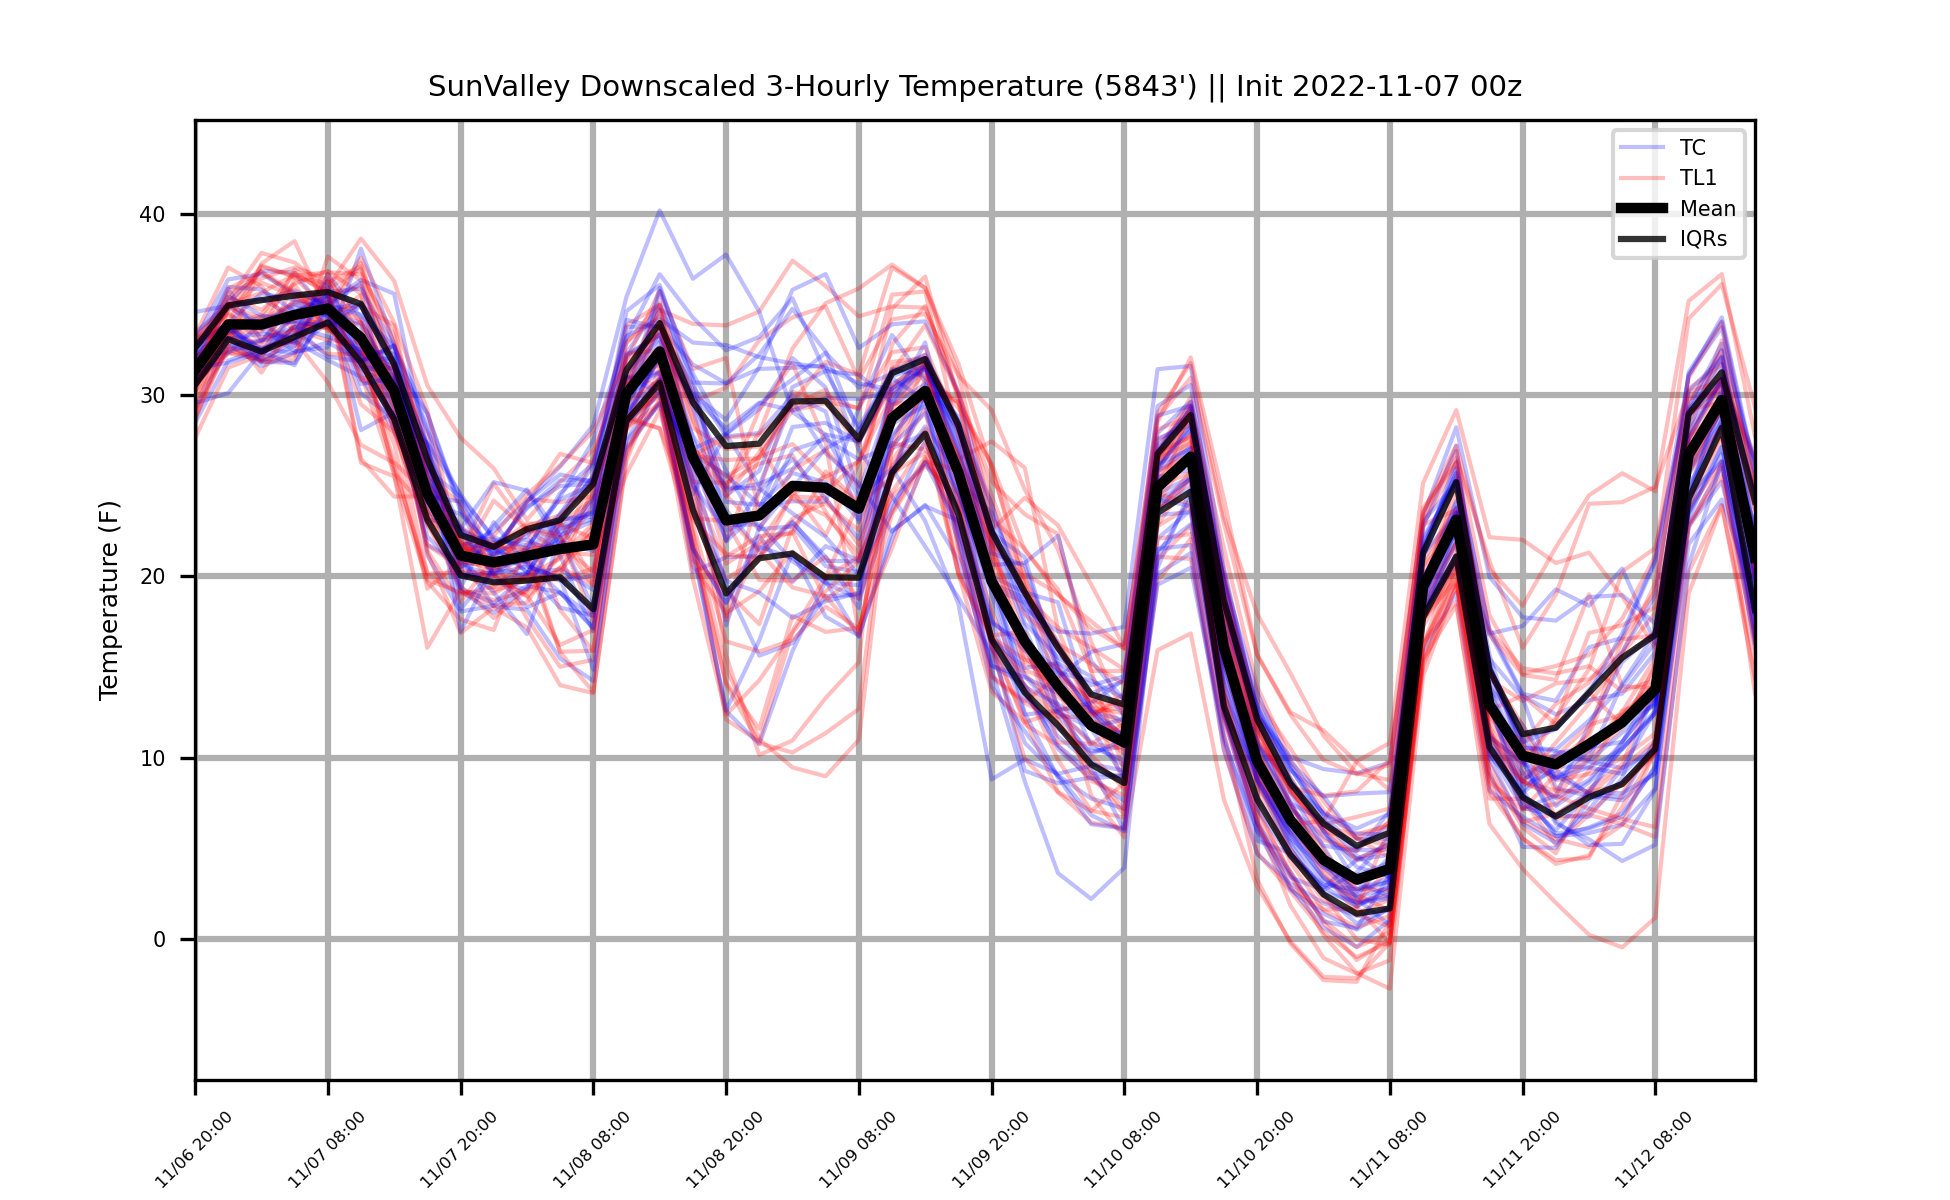 SunValley Downscaled 3-Hourly Temperature (5843') || Init 2022-11-07 00z
TC
TL1
Mean
IQRs
Temperature (F)
40
30
20
10
0
11/06 20:00
11/07 08:00
11/07 20:00
11/08 08:00
11/08 20:00
11/09 08:00
11/09 20:00
11/10 08:00
11/10 20:00
11/11 08:00
11/11 20:00
11/12 08:00